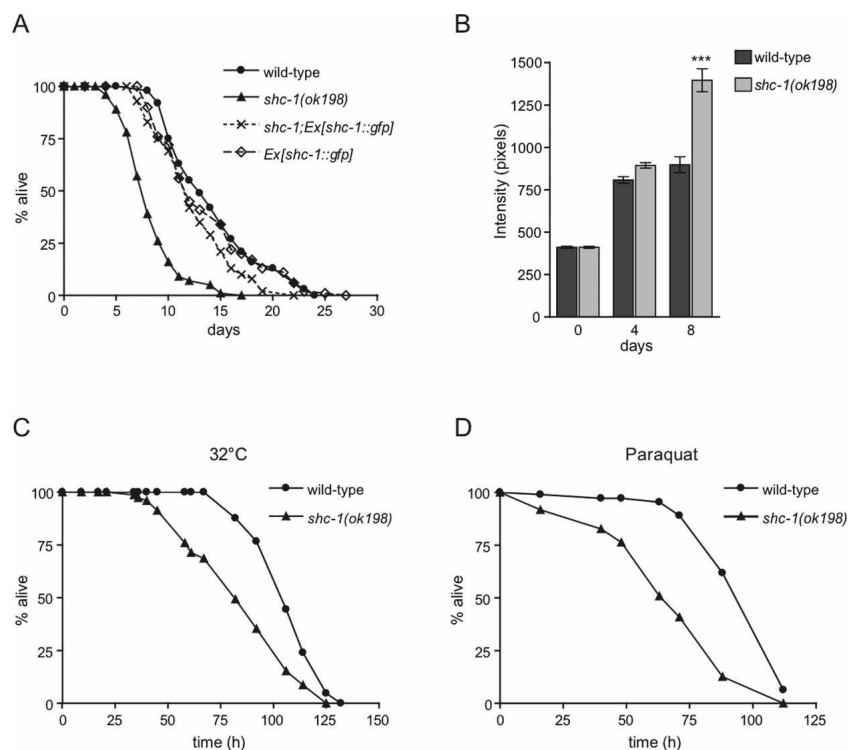 A
wild-type
shc-1(ok198)
shc-1;Ex[shc-1::gfp]
Ex[shc-1::gfp]
100
75
50
25
0
% alive
0 5 10 15 20 25 30
days
B
wild-type
shc-1(ok198)
***
1500
1250
1000
750
500
250
0
Intensity (pixels)
0 4 8
days
C
32°C
wild-type
shc-1(ok198)
100
75
50
25
0
% alive
0 25 50 75 100 125 150
time (h)
D
Paraquat
wild-type
shc-1(ok198)
100
75
50
25
0
% alive
0 25 50 75 100 125
time (h)